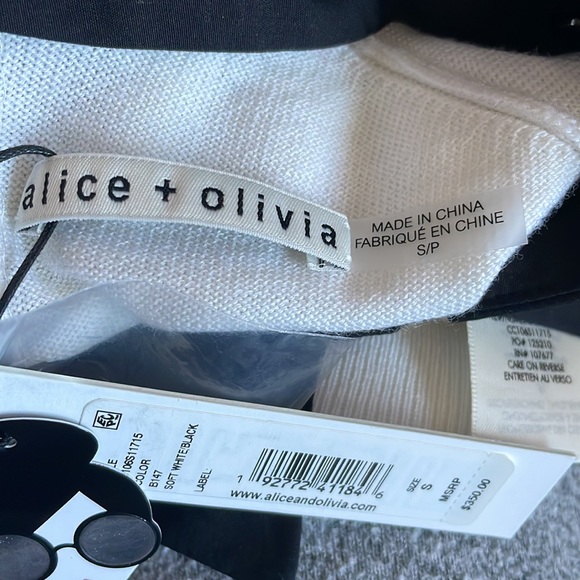 alice + olivia
MADE IN CHINA
FABRIQUÉ EN CHINE
S/P
CC106S11715
PO# 125210
RN# 107677
CARE ON REVERSE
ENTRETIEN AU VERSO
106S11715
COLOR
B147
SOFT WHITE/BLACK
LABEL:
1 92772 41184 6
www.aliceandolivia.com
SIZE
S
MSRP
$350.00